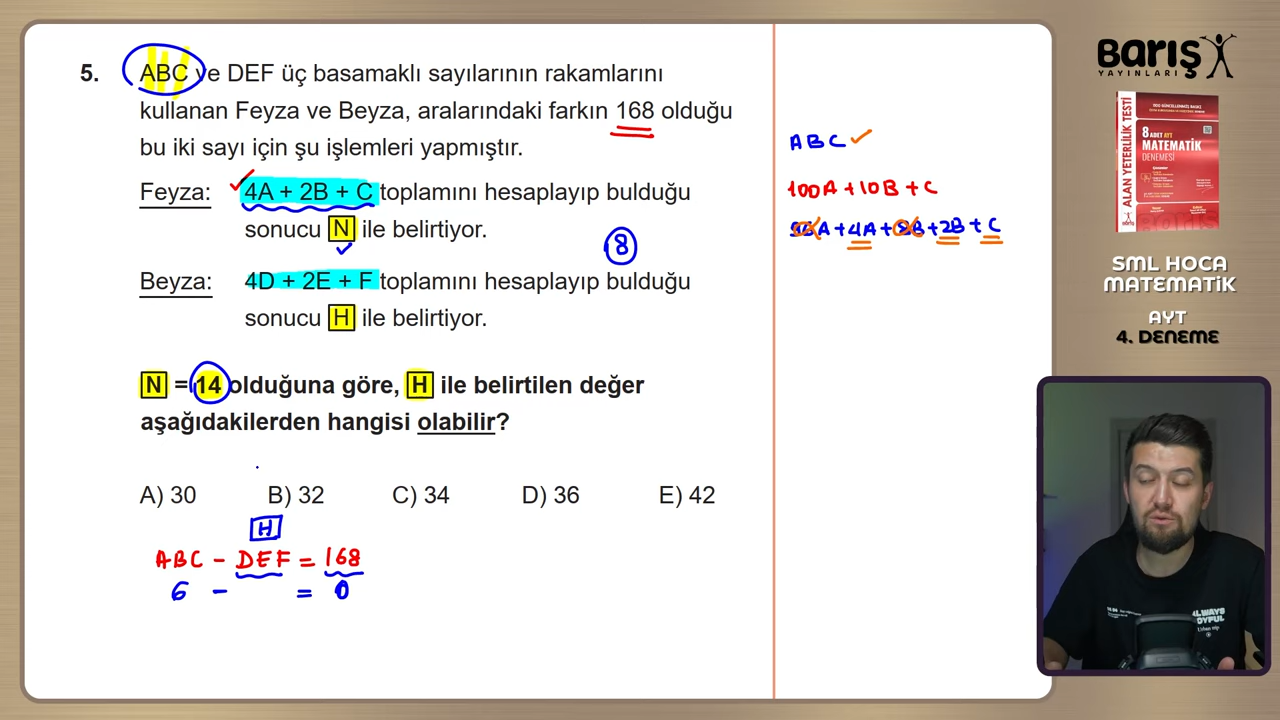 5. ABC ve DEF üç basamaklı sayılarının rakamlarını
kullanan Feyza ve Beyza, aralarındaki farkın 168 olduğu
bu iki sayı için şu işlemleri yapmıştır.
Feyza: 4A + 2B + C toplamını hesaplayıp bulduğu
sonucu N ile belirtiyor.
8
Beyza: 4D + 2E + F toplamını hesaplayıp bulduğu
sonucu H ile belirtiyor.
N = 14 olduğuna göre, H ile belirtilen değer
aşağıdakilerden hangisi olabilir?
A) 30 B) 32 C) 34 D) 36 E) 42
H
ABC - DEF = 168
6 - = 0
ABC
100A + 10B + C
96A + 4A + 8B + 2B + C
Barış
YAYINLARI
ALAN YETERLİLİK TESTİ
8 ADET AYT
MATEMATİK
DENEMESİ
SML HOCA
MATEMATİK
AYT
4. DENEME